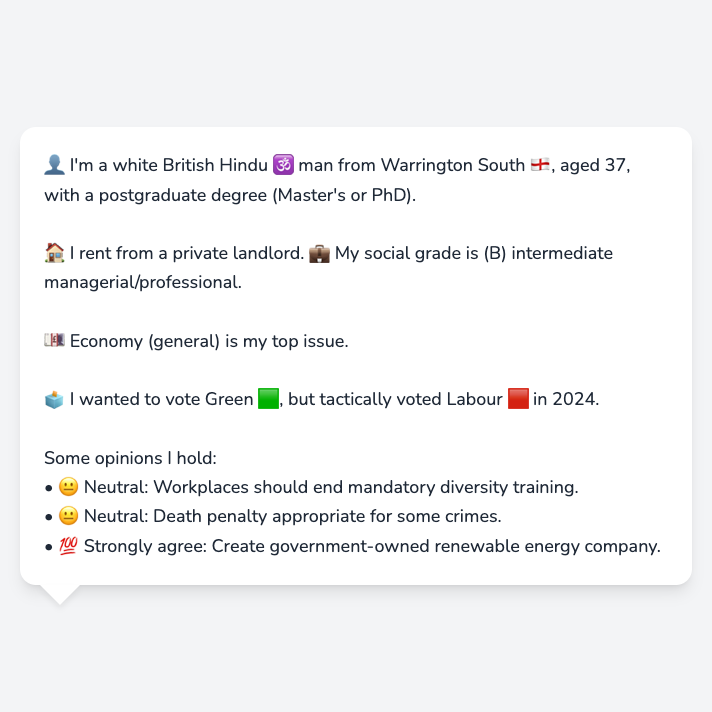 👤 I'm a white British Hindu 🕉️ man from Warrington South 🏴󠁧󠁢󠁥󠁮󠁧󠁿, aged 37,
with a postgraduate degree (Master's or PhD).
🏠 I rent from a private landlord. 💼 My social grade is (B) intermediate
managerial/professional.
💷 Economy (general) is my top issue.
🗳️ I wanted to vote Green 🟩, but tactically voted Labour 🟥 in 2024.
Some opinions I hold:
• 😐 Neutral: Workplaces should end mandatory diversity training.
• 😐 Neutral: Death penalty appropriate for some crimes.
• 💯 Strongly agree: Create government-owned renewable energy company.